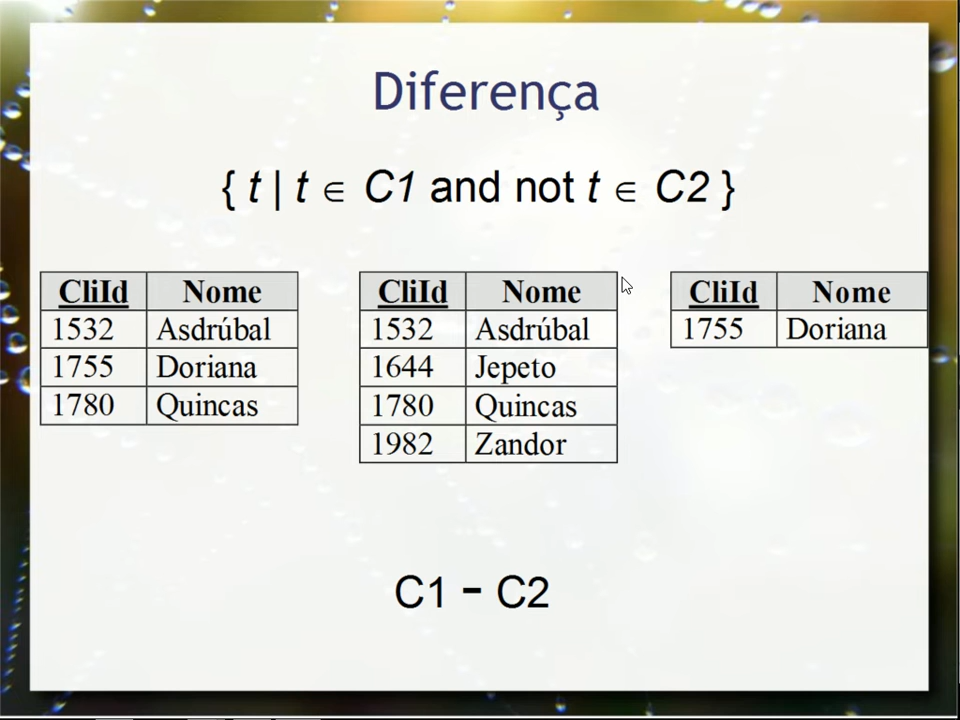 Diferença
{ t | t ∈ C1 and not t ∈ C2 }
CliId Nome
1532 Asdrúbal
1755 Doriana
1780 Quincas
CliId Nome
1532 Asdrúbal
1644 Jepeto
1780 Quincas
1982 Zandor
CliId Nome
1755 Doriana
C1 - C2